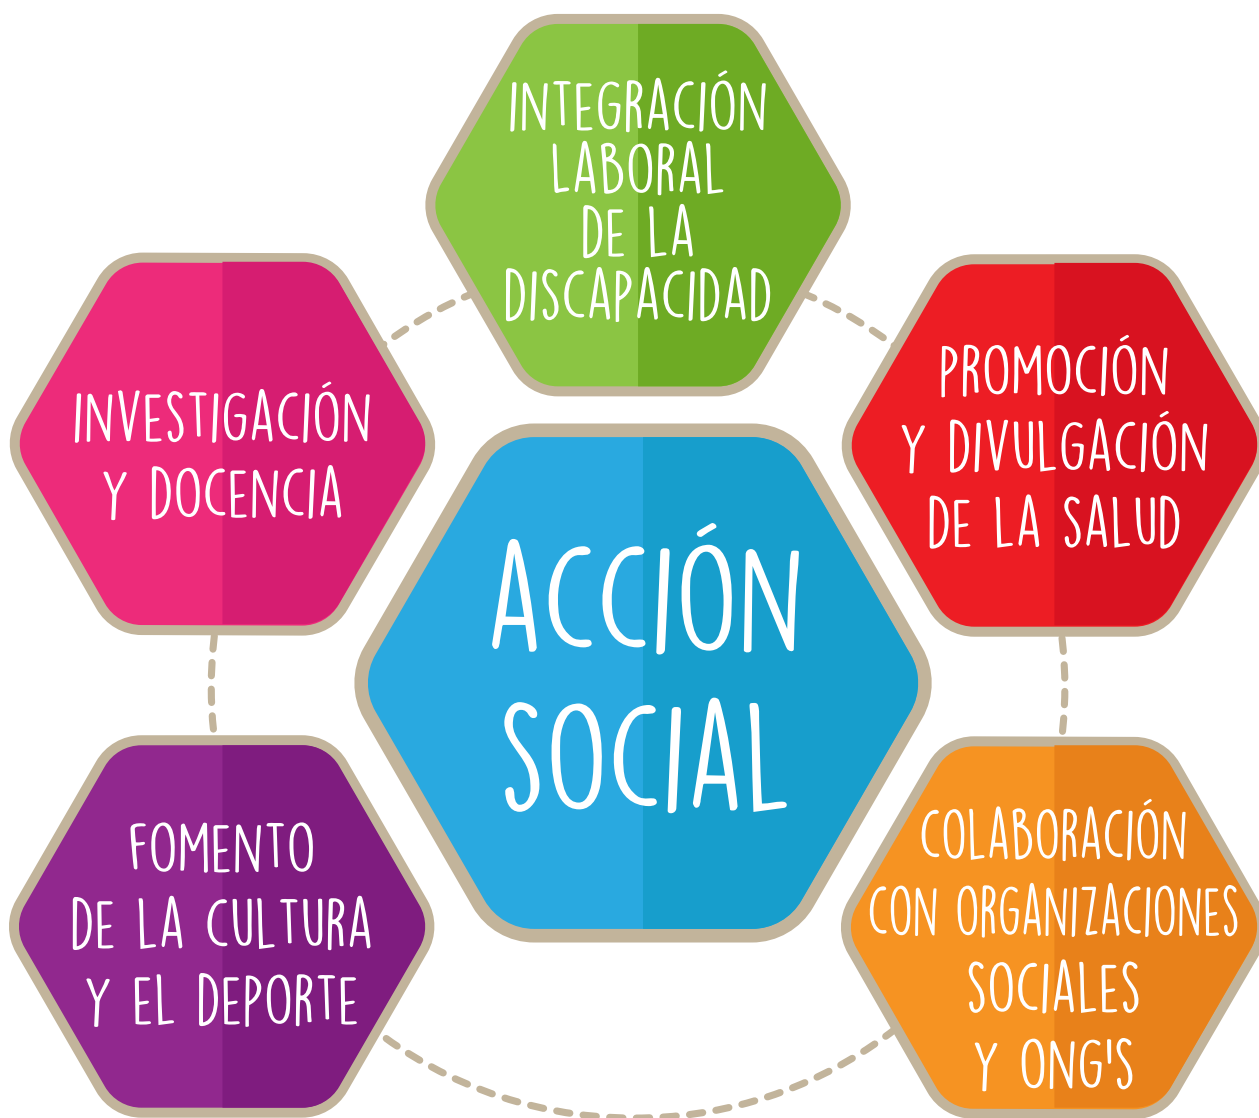 INTEGRACIÓN
LABORAL
DE LA
DISCAPACIDAD
INVESTIGACIÓN
Y DOCENCIA
PROMOCIÓN
Y DIVULGACIÓN
DE LA SALUD
ACCIÓN
SOCIAL
FOMENTO
DE LA CULTURA
Y EL DEPORTE
COLABORACIÓN
CON ORGANIZACIONES
SOCIALES
Y ONG'S